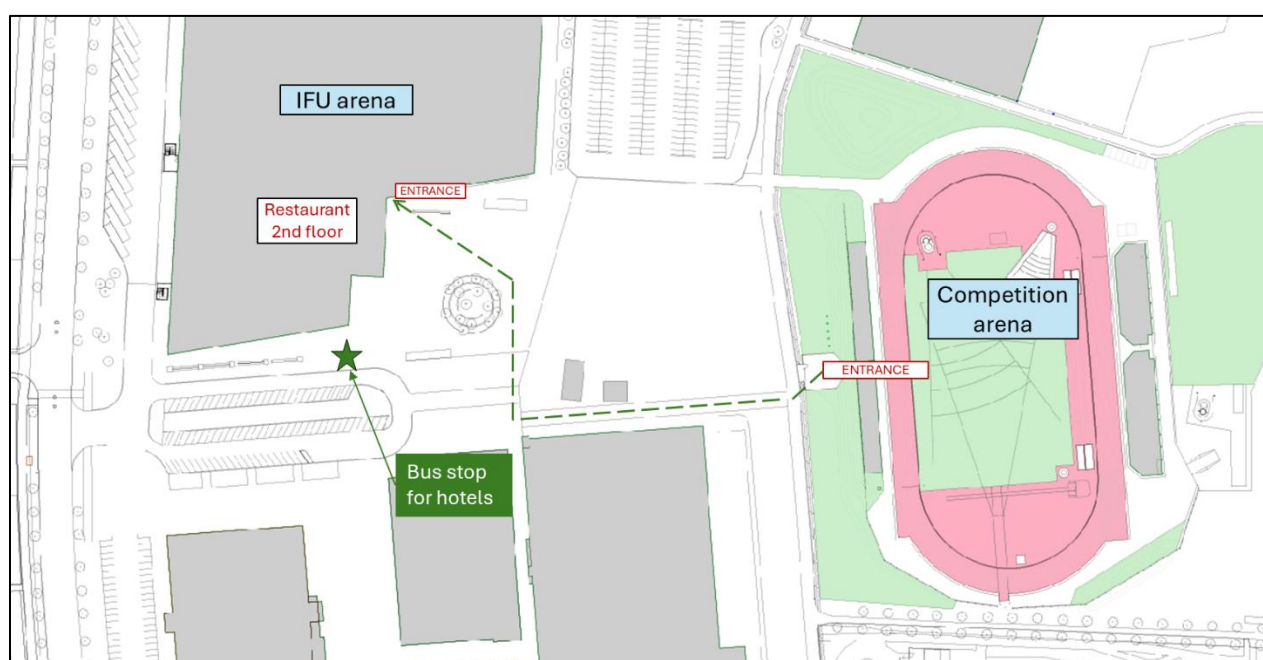 IFU arena
ENTRANCE
Restaurant
2nd floor
Competition
arena
ENTRANCE
Bus stop
for hotels